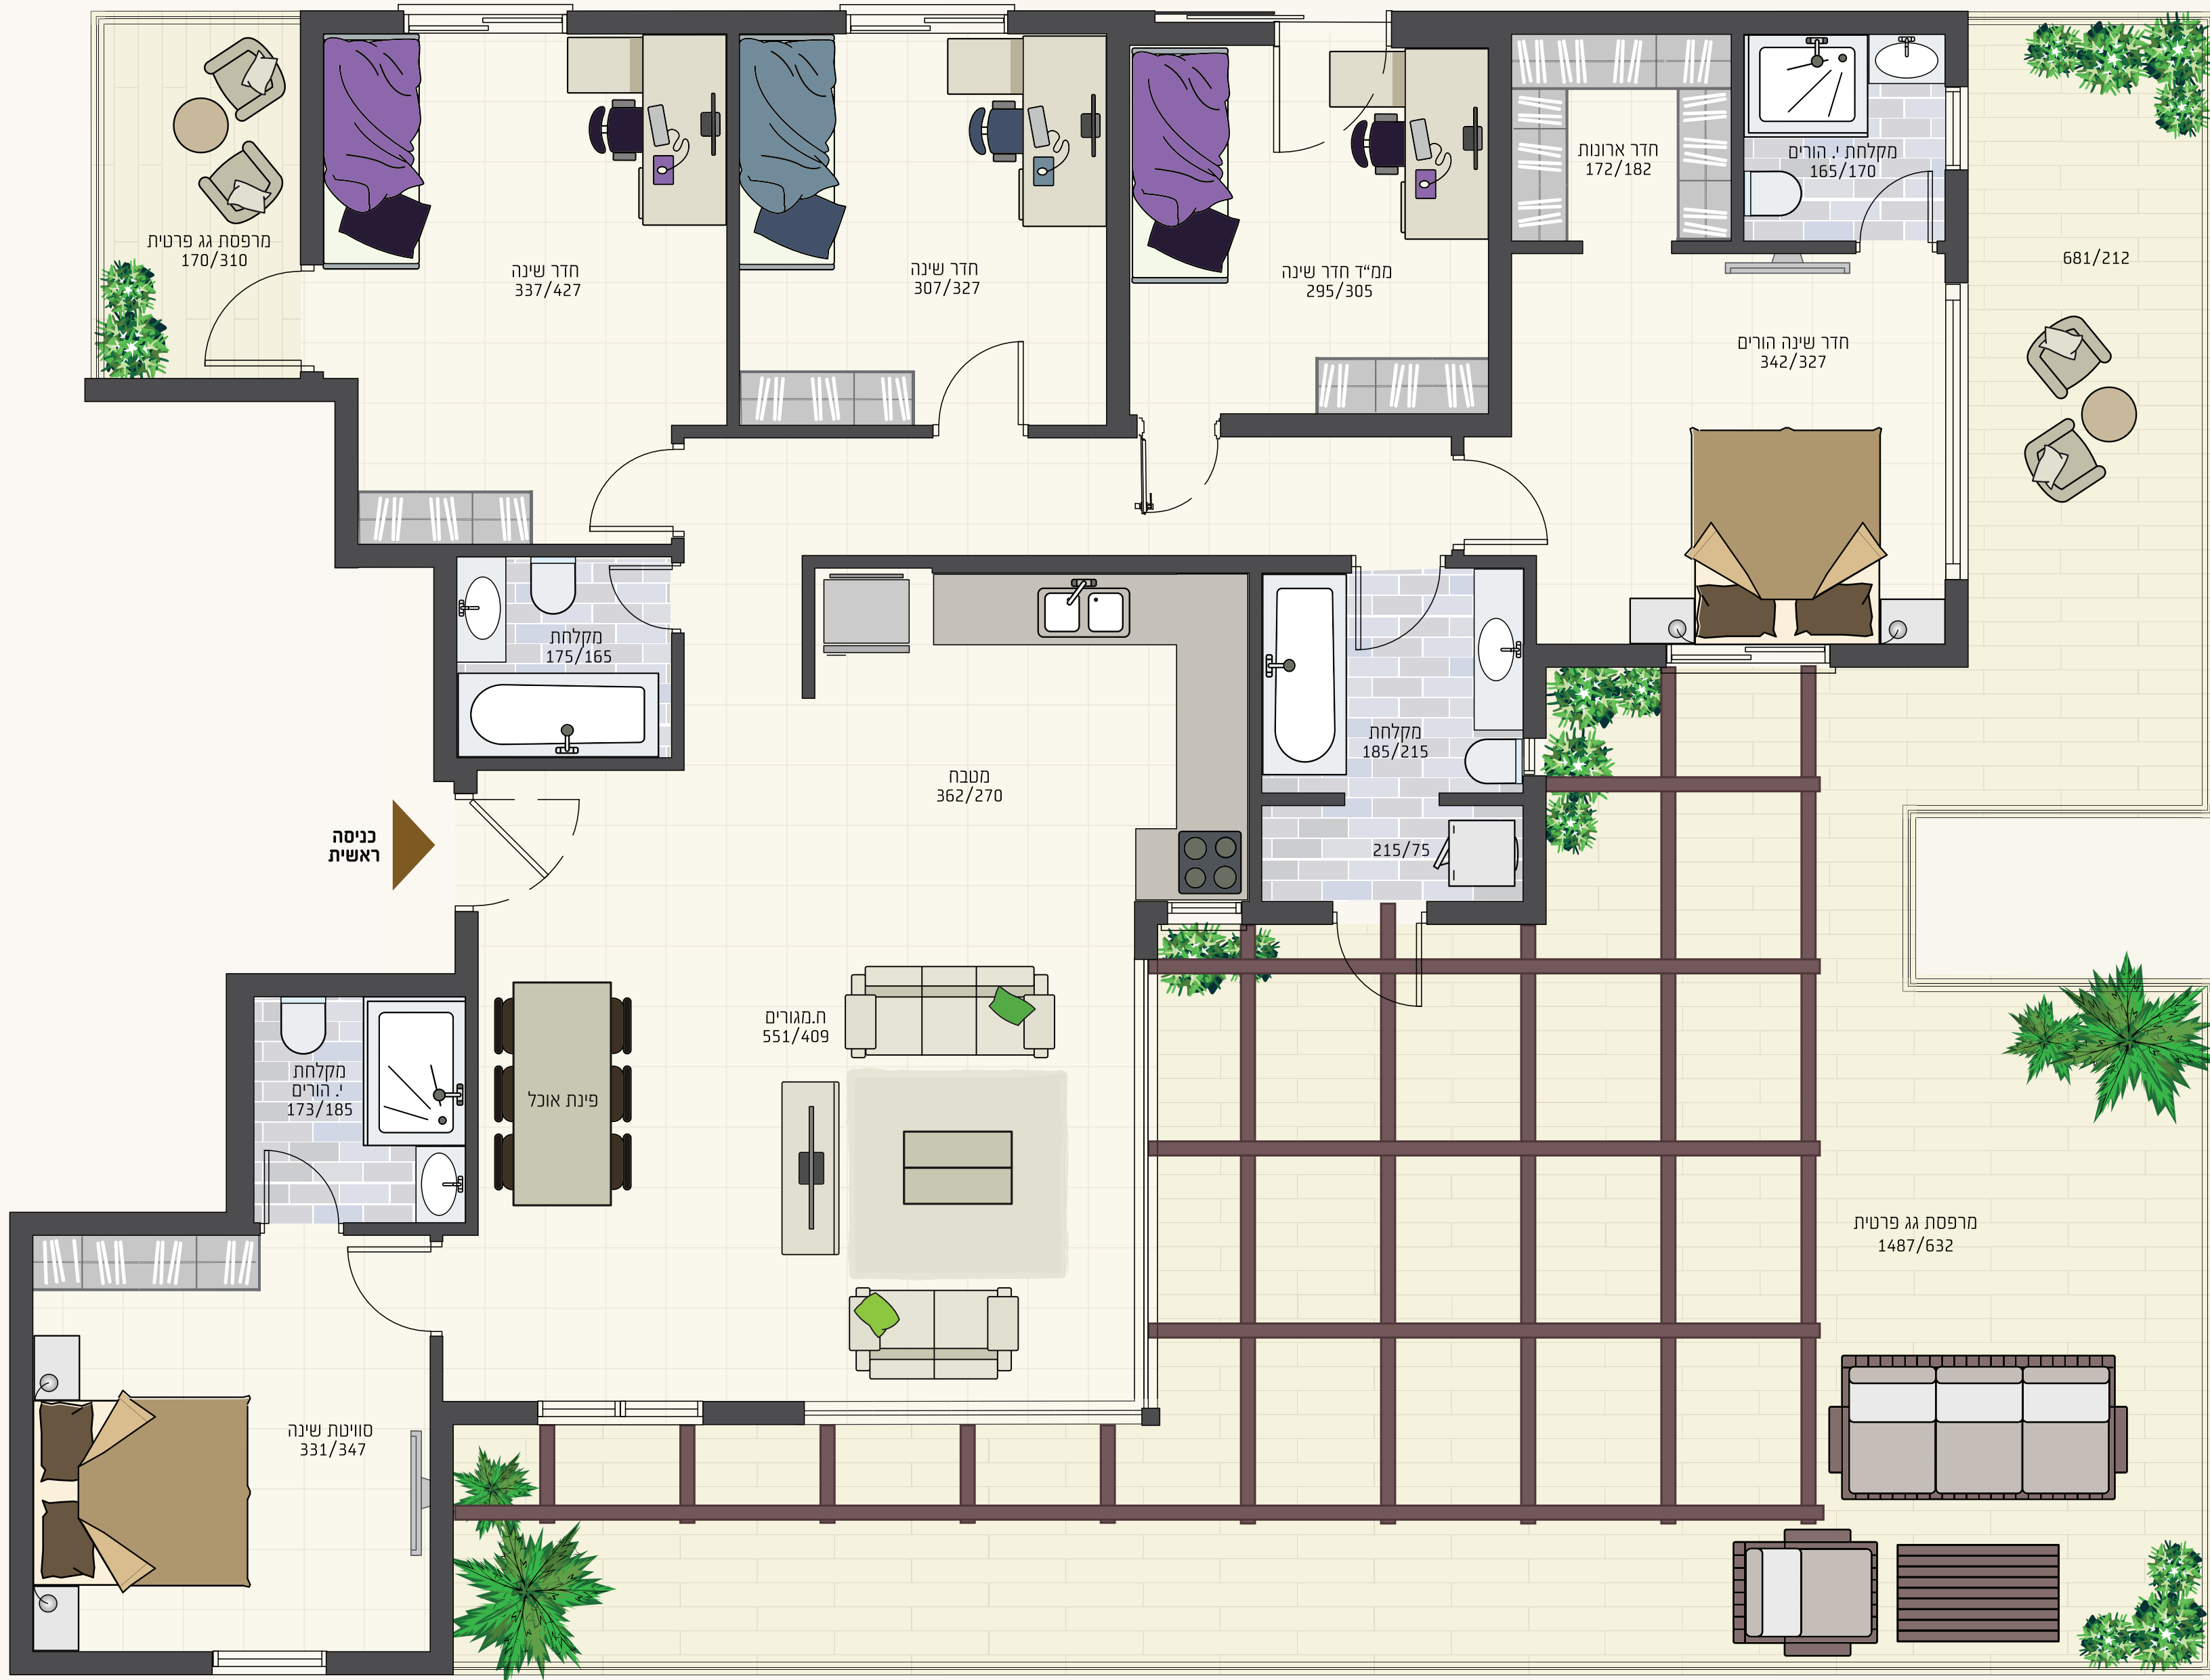 מרפסת גג פרטית
170/310
חדר שינה
337/427
חדר שינה
307/327
ממ״ד חדר שינה
295/305
חדר ארונות
172/182
מקלחת י. הורים
165/170
681/212
חדר שינה הורים
342/327
מקלחת
175/165
מטבח
362/270
מקלחת
185/215
215/75
כניסה
ראשית
ח.מגורים
551/409
מקלחת
י. הורים
173/185
פינת אוכל
מרפסת גג פרטית
1487/632
סוויטת שינה
331/347